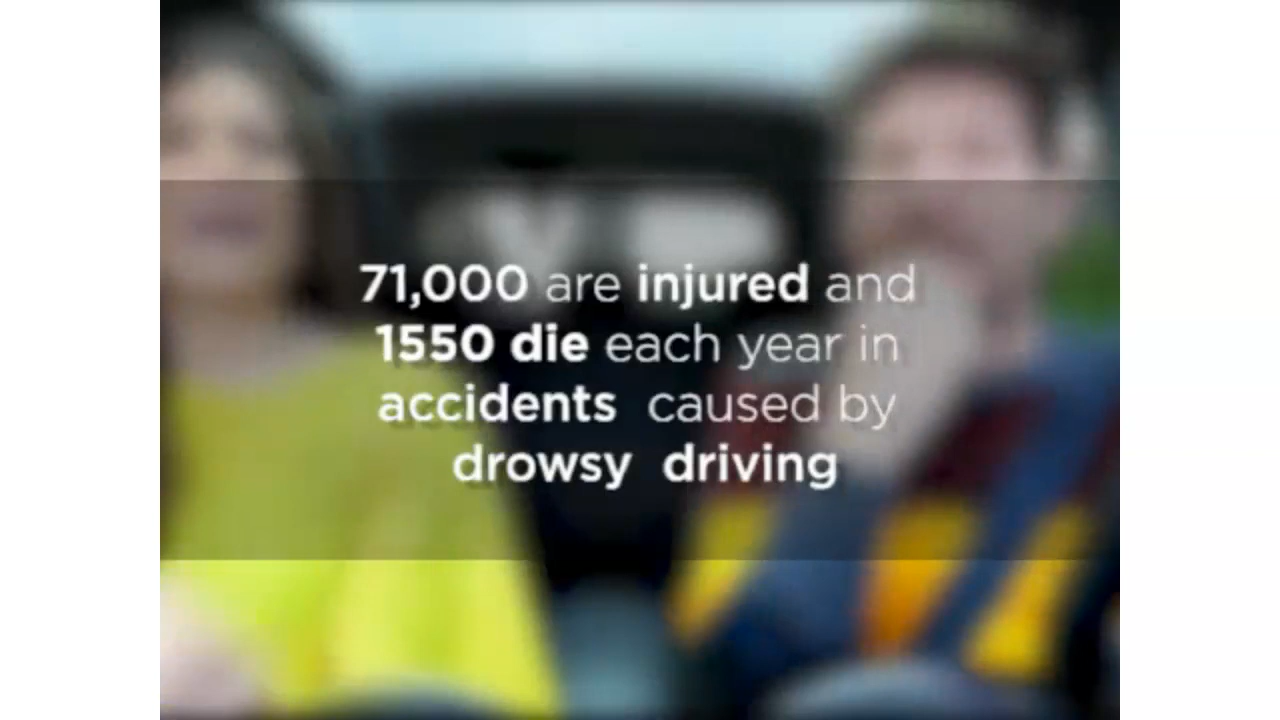 71,000 are injured and
1550 die each year in
accidents caused by
drowsy driving